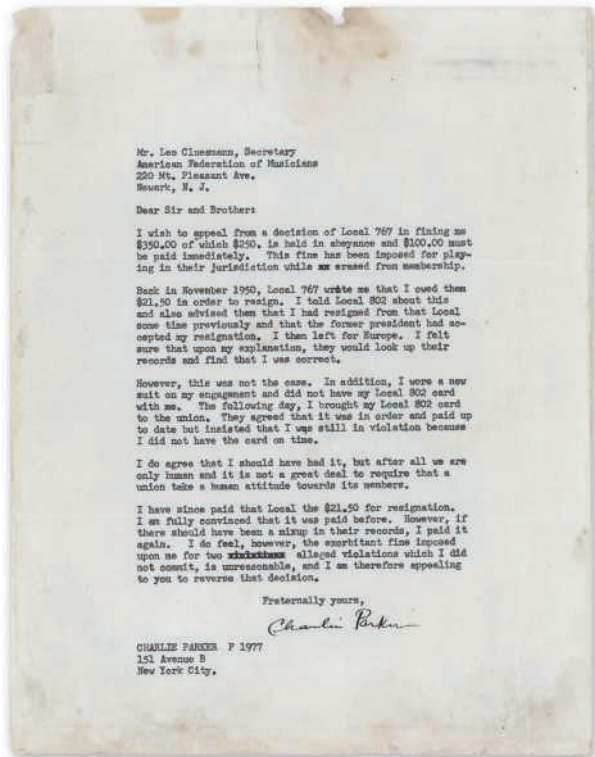 Mr. Leo Cluesmann, Secretary
American Federation of Musicians
220 Mt. Pleasant Ave.
Newark, N. J.
Dear Sir and Brother:
I wish to appeal from a decision of Local 767 in fining me
$350.00 of which $250. is held in abeyance and $100.00 must
be paid immediately. This fine has been imposed for play-
ing in their jurisdiction while xx erased from membership.
Back in November 1950, Local 767 wrote me that I owed them
$21.50 in order to resign. I told Local 802 about this
and also advised them that I had resigned from that Local
some time previously and that the former president had ac-
cepted my resignation. I then left for Europe. I felt
sure that upon my explanation, they would look up their
records and find that I was correct.
However, this was not the case. In addition, I wore a new
suit on my engagement and did not have my Local 802 card
with me. The following day, I brought my Local 802 card
to the union. They agreed that it was in order and paid up
to date but insisted that I was still in violation because
I did not have the card on time.
I do agree that I should have had it, but after all we are
only human and it is not a great deal to require that a
union take a human attitude towards its members.
I have since paid that Local the $21.50 for resignation.
I am fully convinced that it was paid before. However, if
there should have been a mixup in their records, I paid it
again. I do feel, however, the exorbitant fine imposed
upon me for two alleged violations which I did
not commit, is unreasonable, and I am therefore appealing
to you to reverse that decision.
Fraternally yours,
Charlie Parker
CHARLIE PARKER P 1977
151 Avenue B
New York City.